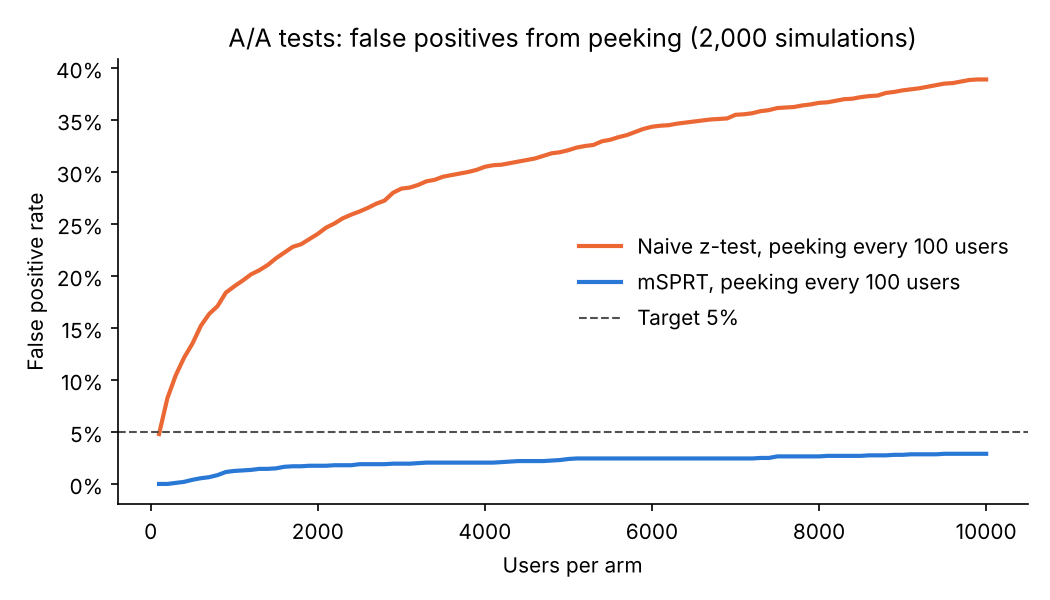 A/A tests: false positives from peeking (2,000 simulations)
40%
35%
30%
25%
20%
15%
10%
5%
0%
False positive rate
Naive z-test, peeking every 100 users
mSPRT, peeking every 100 users
Target 5%
0 2000 4000 6000 8000 10000
Users per arm